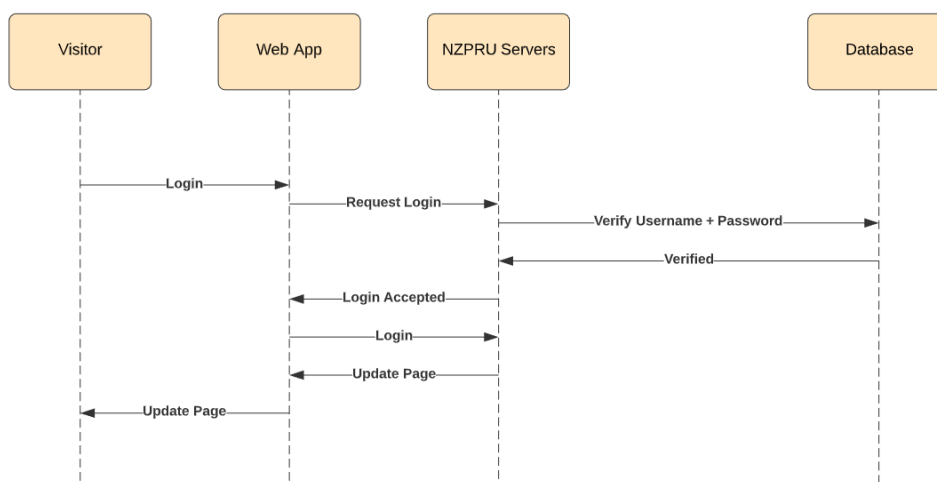 Visitor
Web App
NZPRU Servers
Database
Login
Request Login
Verify Username + Password
Verified
Login Accepted
Login
Update Page
Update Page